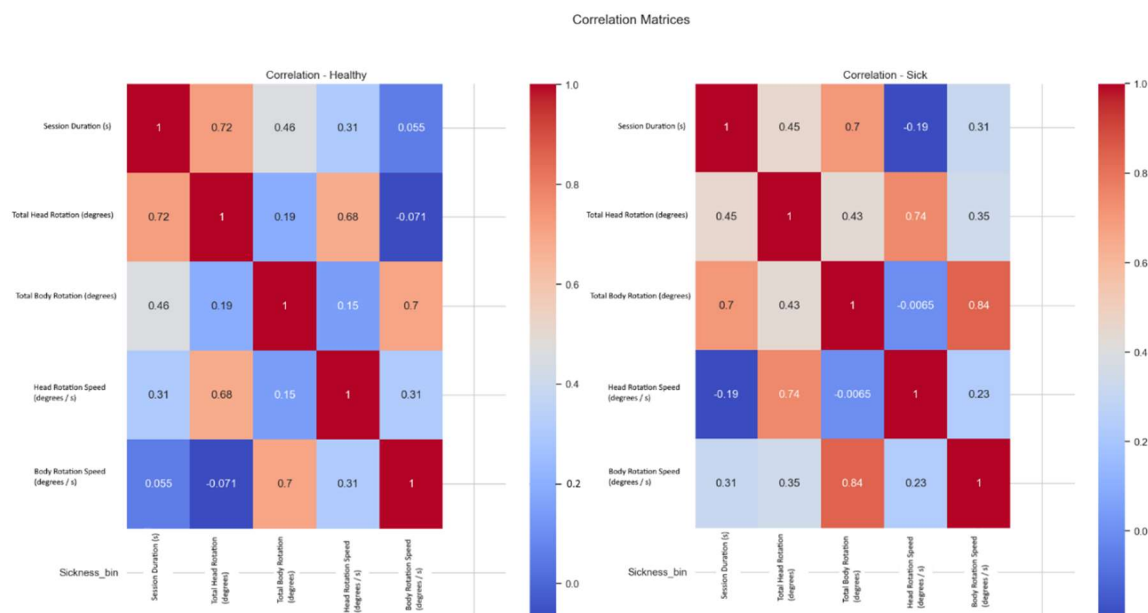 Correlation Matrices
Correlation - Healthy
Session Duration (s)
1 0.72 0.46 0.31 0.055
Total Head Rotation (degrees)
0.72 1 0.19 0.68 -0.071
Total Body Rotation (degrees)
0.46 0.19 1 0.15 0.7
Head Rotation Speed
(degrees / s)
0.31 0.68 0.15 1 0.31
Body Rotation Speed
(degrees / s)
0.055 -0.071 0.7 0.31 1
Sickness_bin
Session Duration (s)
Total Head Rotation
(degrees)
Total Body Rotation
(degrees)
Head Rotation Speed
(degrees / s)
Body Rotation Speed
(degrees / s)
1.0
0.8
0.6
0.4
0.2
0.0
Correlation - Sick
Session Duration (s)
1 0.45 0.7 -0.19 0.31
Total Head Rotation (degrees)
0.45 1 0.43 0.74 0.35
Total Body Rotation (degrees)
0.7 0.43 1 -0.0065 0.84
Head Rotation Speed
(degrees / s)
-0.19 0.74 -0.0065 1 0.23
Body Rotation Speed
(degrees / s)
0.31 0.35 0.84 0.23 1
Sickness_bin
Session Duration (s)
Total Head Rotation
(degrees)
Total Body Rotation
(degrees)
Head Rotation Speed
(degrees / s)
Body Rotation Speed
(degrees / s)
1.0
0.8
0.6
0.4
0.2
0.0